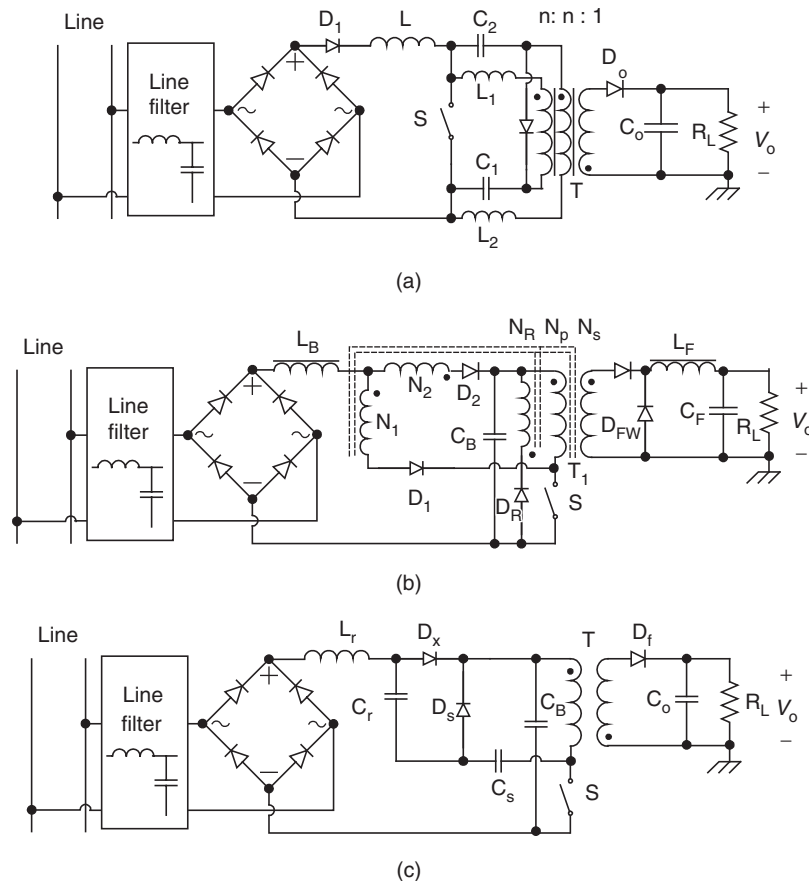 Line
Line
filter
D1
L
C2
n: n : 1
L1
S
C1
L2
T
Do
Co
RL
+
Vo
−
+
−
~
~
(a)
Line
Line
filter
LB
N1
N2
D2
D1
CB
NR
Np
Ns
DR
T1
S
DFW
LF
CF
RL
+
Vo
−
+
−
~
~
(b)
Line
Line
filter
Lr
Cr
Dx
Ds
Cs
CB
T
S
Df
Co
RL
+
Vo
−
+
−
~
~
(c)